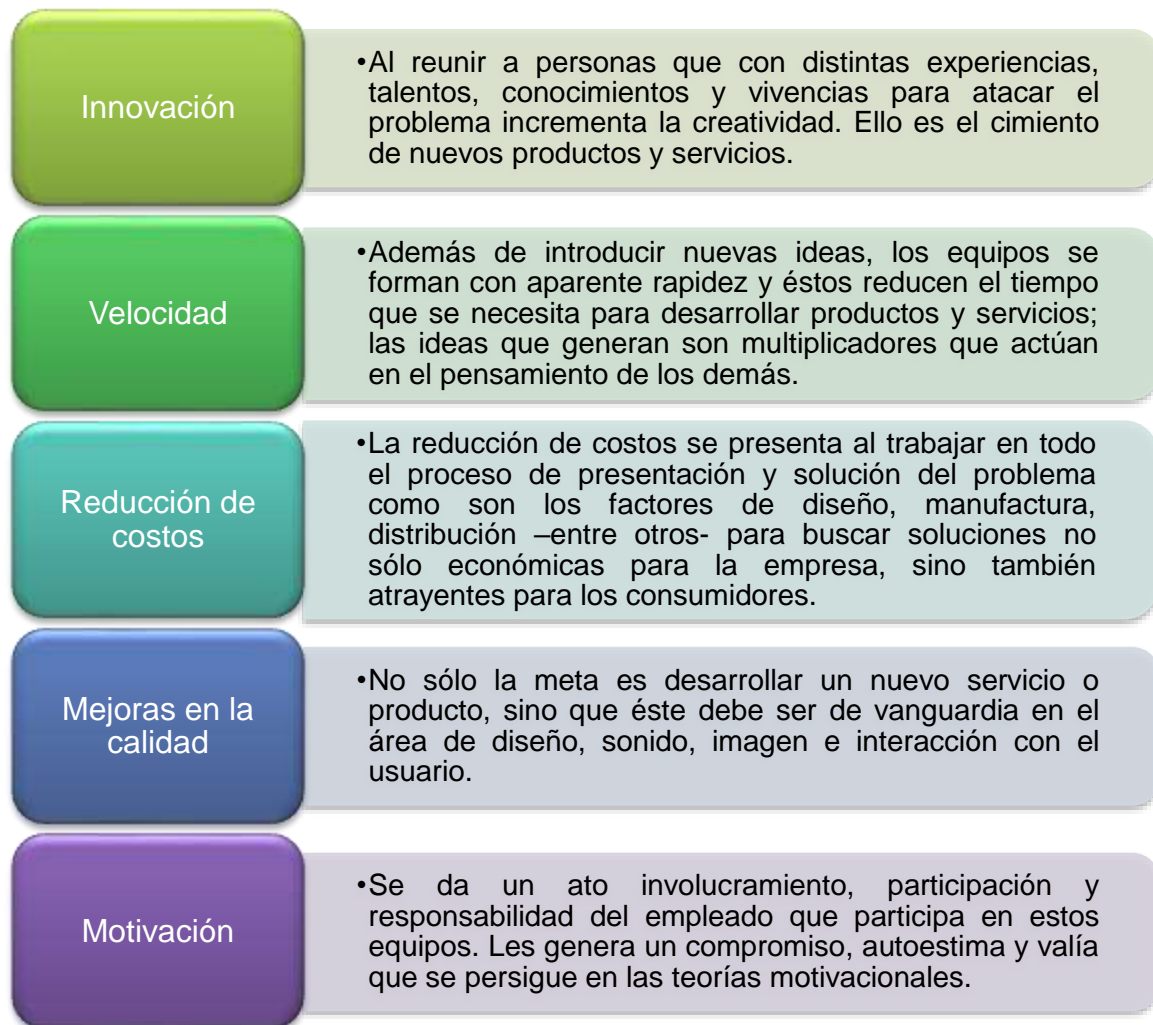 Innovación
•Al reunir a personas que con distintas experiencias,
talentos, conocimientos y vivencias para atacar el
problema incrementa la creatividad. Ello es el cimiento
de nuevos productos y servicios.
Velocidad
•Además de introducir nuevas ideas, los equipos se
forman con aparente rapidez y éstos reducen el tiempo
que se necesita para desarrollar productos y servicios;
las ideas que generan son multiplicadores que actúan
en el pensamiento de los demás.
Reducción de
costos
•La reducción de costos se presenta al trabajar en todo
el proceso de presentación y solución del problema
como son los factores de diseño, manufactura,
distribución –entre otros- para buscar soluciones no
sólo económicas para la empresa, sino también
atrayentes para los consumidores.
Mejoras en la
calidad
•No sólo la meta es desarrollar un nuevo servicio o
producto, sino que éste debe ser de vanguardia en el
área de diseño, sonido, imagen e interacción con el
usuario.
Motivación
•Se da un ato involucramiento, participación y
responsabilidad del empleado que participa en estos
equipos. Les genera un compromiso, autoestima y valía
que se persigue en las teorías motivacionales.